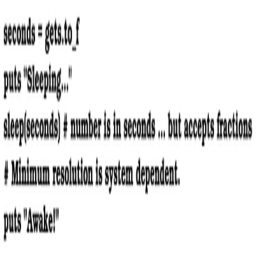 seconds = gets.to_f
puts "Sleeping..."
sleep(seconds) # number is in seconds ... but accepts fractions
# Minimum resolution is system dependent.
puts "Awake!"